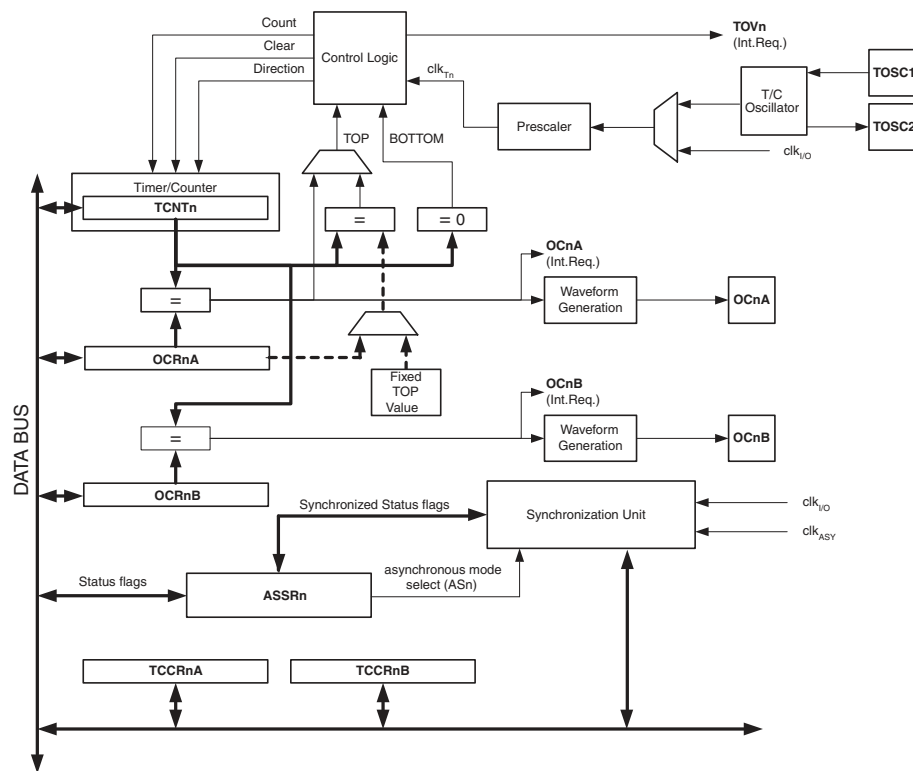 Count
Clear
Direction
Control Logic
TOVn
(Int.Req.)
clkTn
TOSC1
T/C
Oscillator
TOSC2
Prescaler
clkI/O
TOP
BOTTOM
Timer/Counter
TCNTn
=
= 0
OCnA
(Int.Req.)
=
Waveform
Generation
OCnA
OCRnA
Fixed
TOP
Value
OCnB
(Int.Req.)
=
Waveform
Generation
OCnB
OCRnB
DATA BUS
Synchronized Status flags
Synchronization Unit
clkI/O
clkASY
Status flags
ASSRn
asynchronous mode
select (ASn)
TCCRnA
TCCRnB